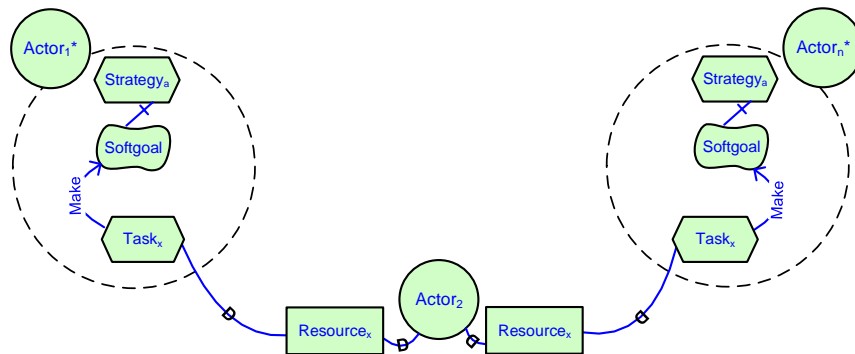 Actor₁*
Strategyₐ
Softgoal
Make
Taskₓ
Resourceₓ
Actor₂
Resourceₓ
Actorₙ*
Strategyₐ
Softgoal
Make
Taskₓ